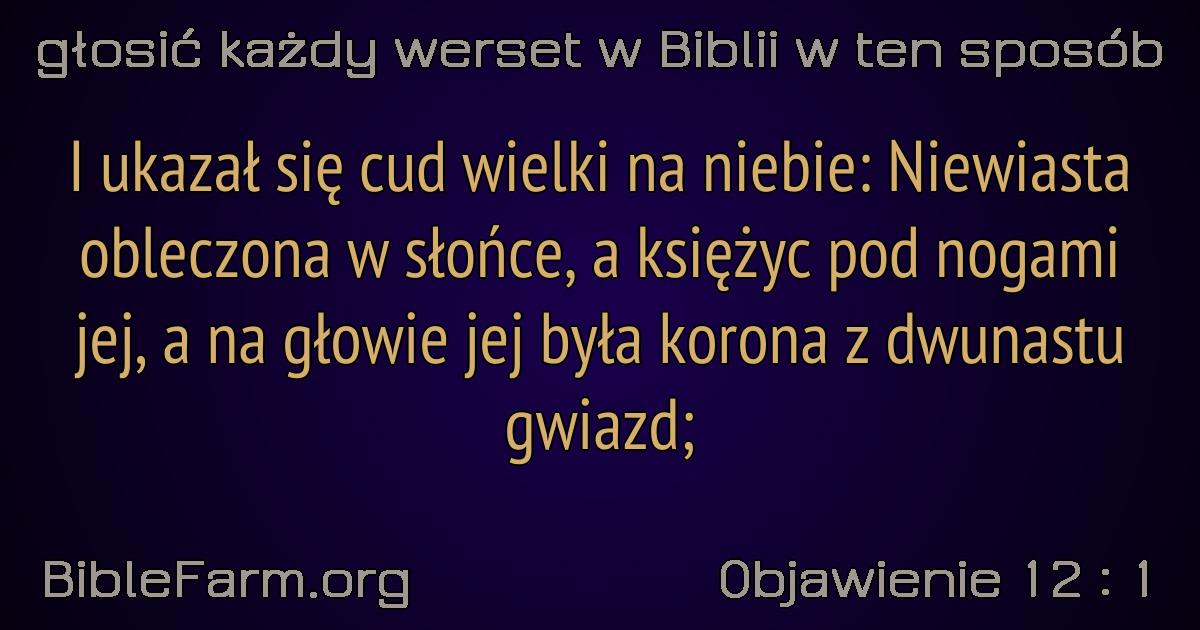 głosić każdy werset w Biblii w ten sposób
I ukazał się cud wielki na niebie: Niewiasta
obleczona w słońce, a księżyc pod nogami
jej, a na głowie jej była korona z dwunastu
gwiazd;
BibleFarm.org
Objawienie 12 : 1